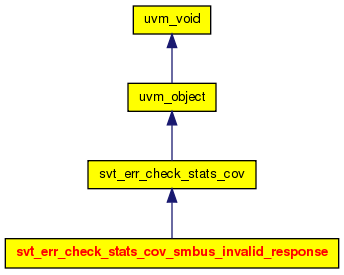 uvm_void
uvm_object
svt_err_check_stats_cov
svt_err_check_stats_cov_smbus_invalid_response